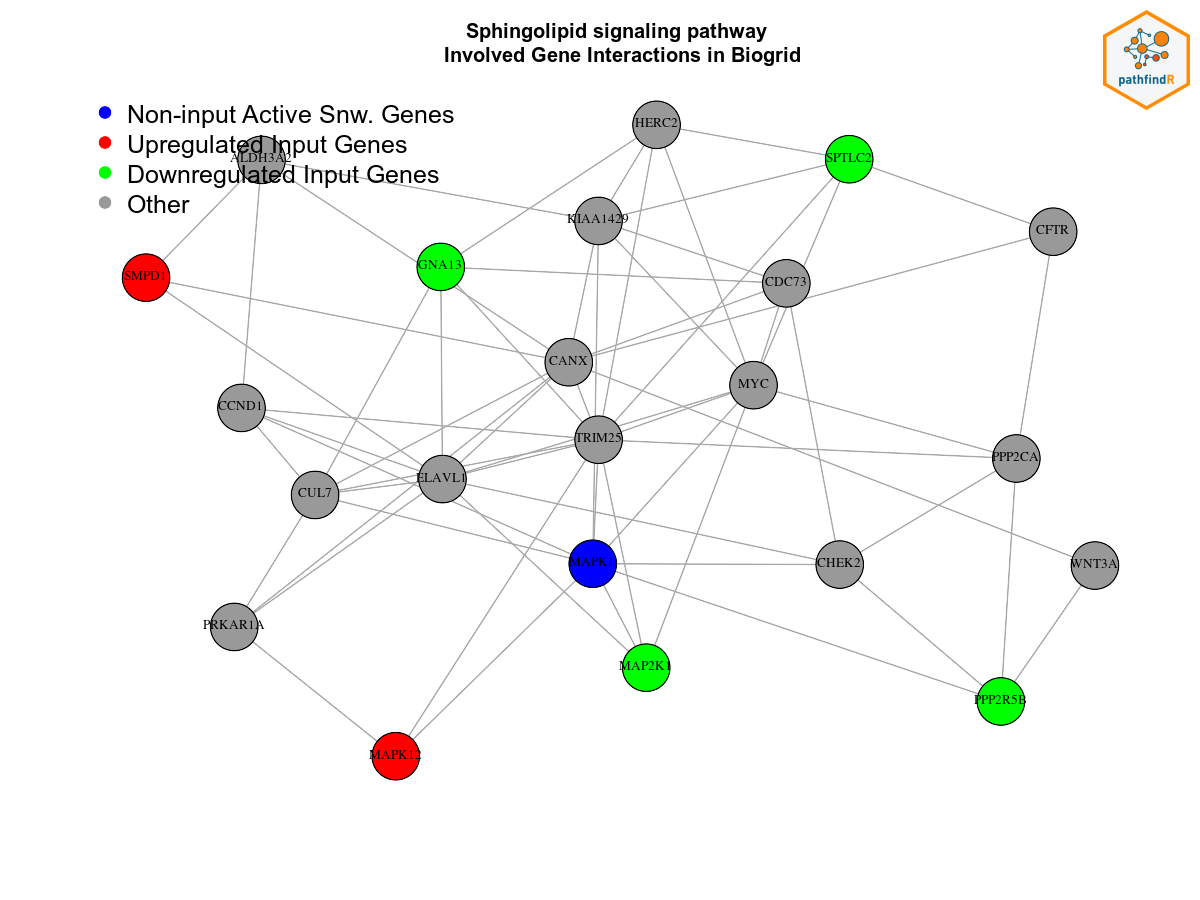 Sphingolipid signaling pathway
Involved Gene Interactions in Biogrid
pathfindR
Non-input Active Snw. Genes
Upregulated Input Genes
Downregulated Input Genes
Other
HERC2
ALDH3A2
SPTLC2
KIAA1429
CFTR
GNA13
SMPD1
CDC73
CANX
MYC
CCND1
TRIM25
PPP2CA
ELAVL1
CUL7
MAPK1
CHEK2
WNT3A
PRKAR1A
MAP2K1
PPP2R5B
MAPK12